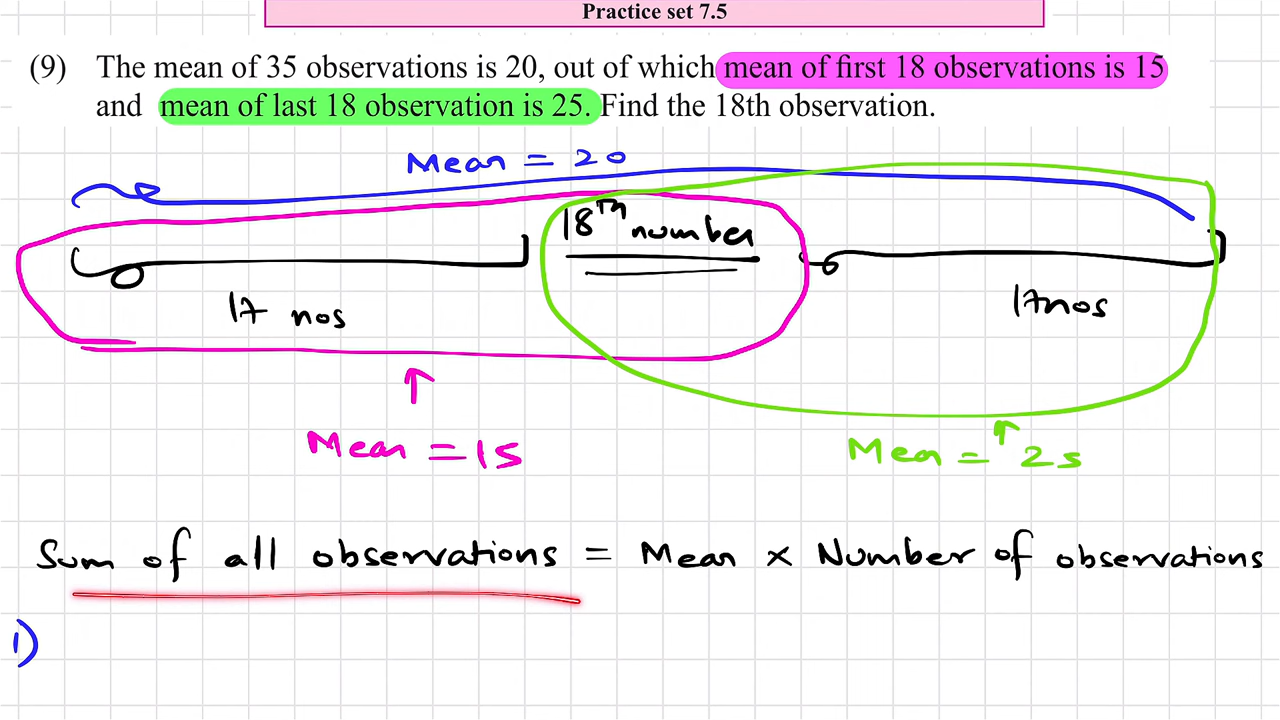 Practice set 7.5
(9) The mean of 35 observations is 20, out of which mean of first 18 observations is 15
and mean of last 18 observation is 25. Find the 18th observation.
Mean = 20
18Th number
17 nos
17nos
Mean = 15
Mean = 25
Sum of all observations = Mean × Number of observations
1)